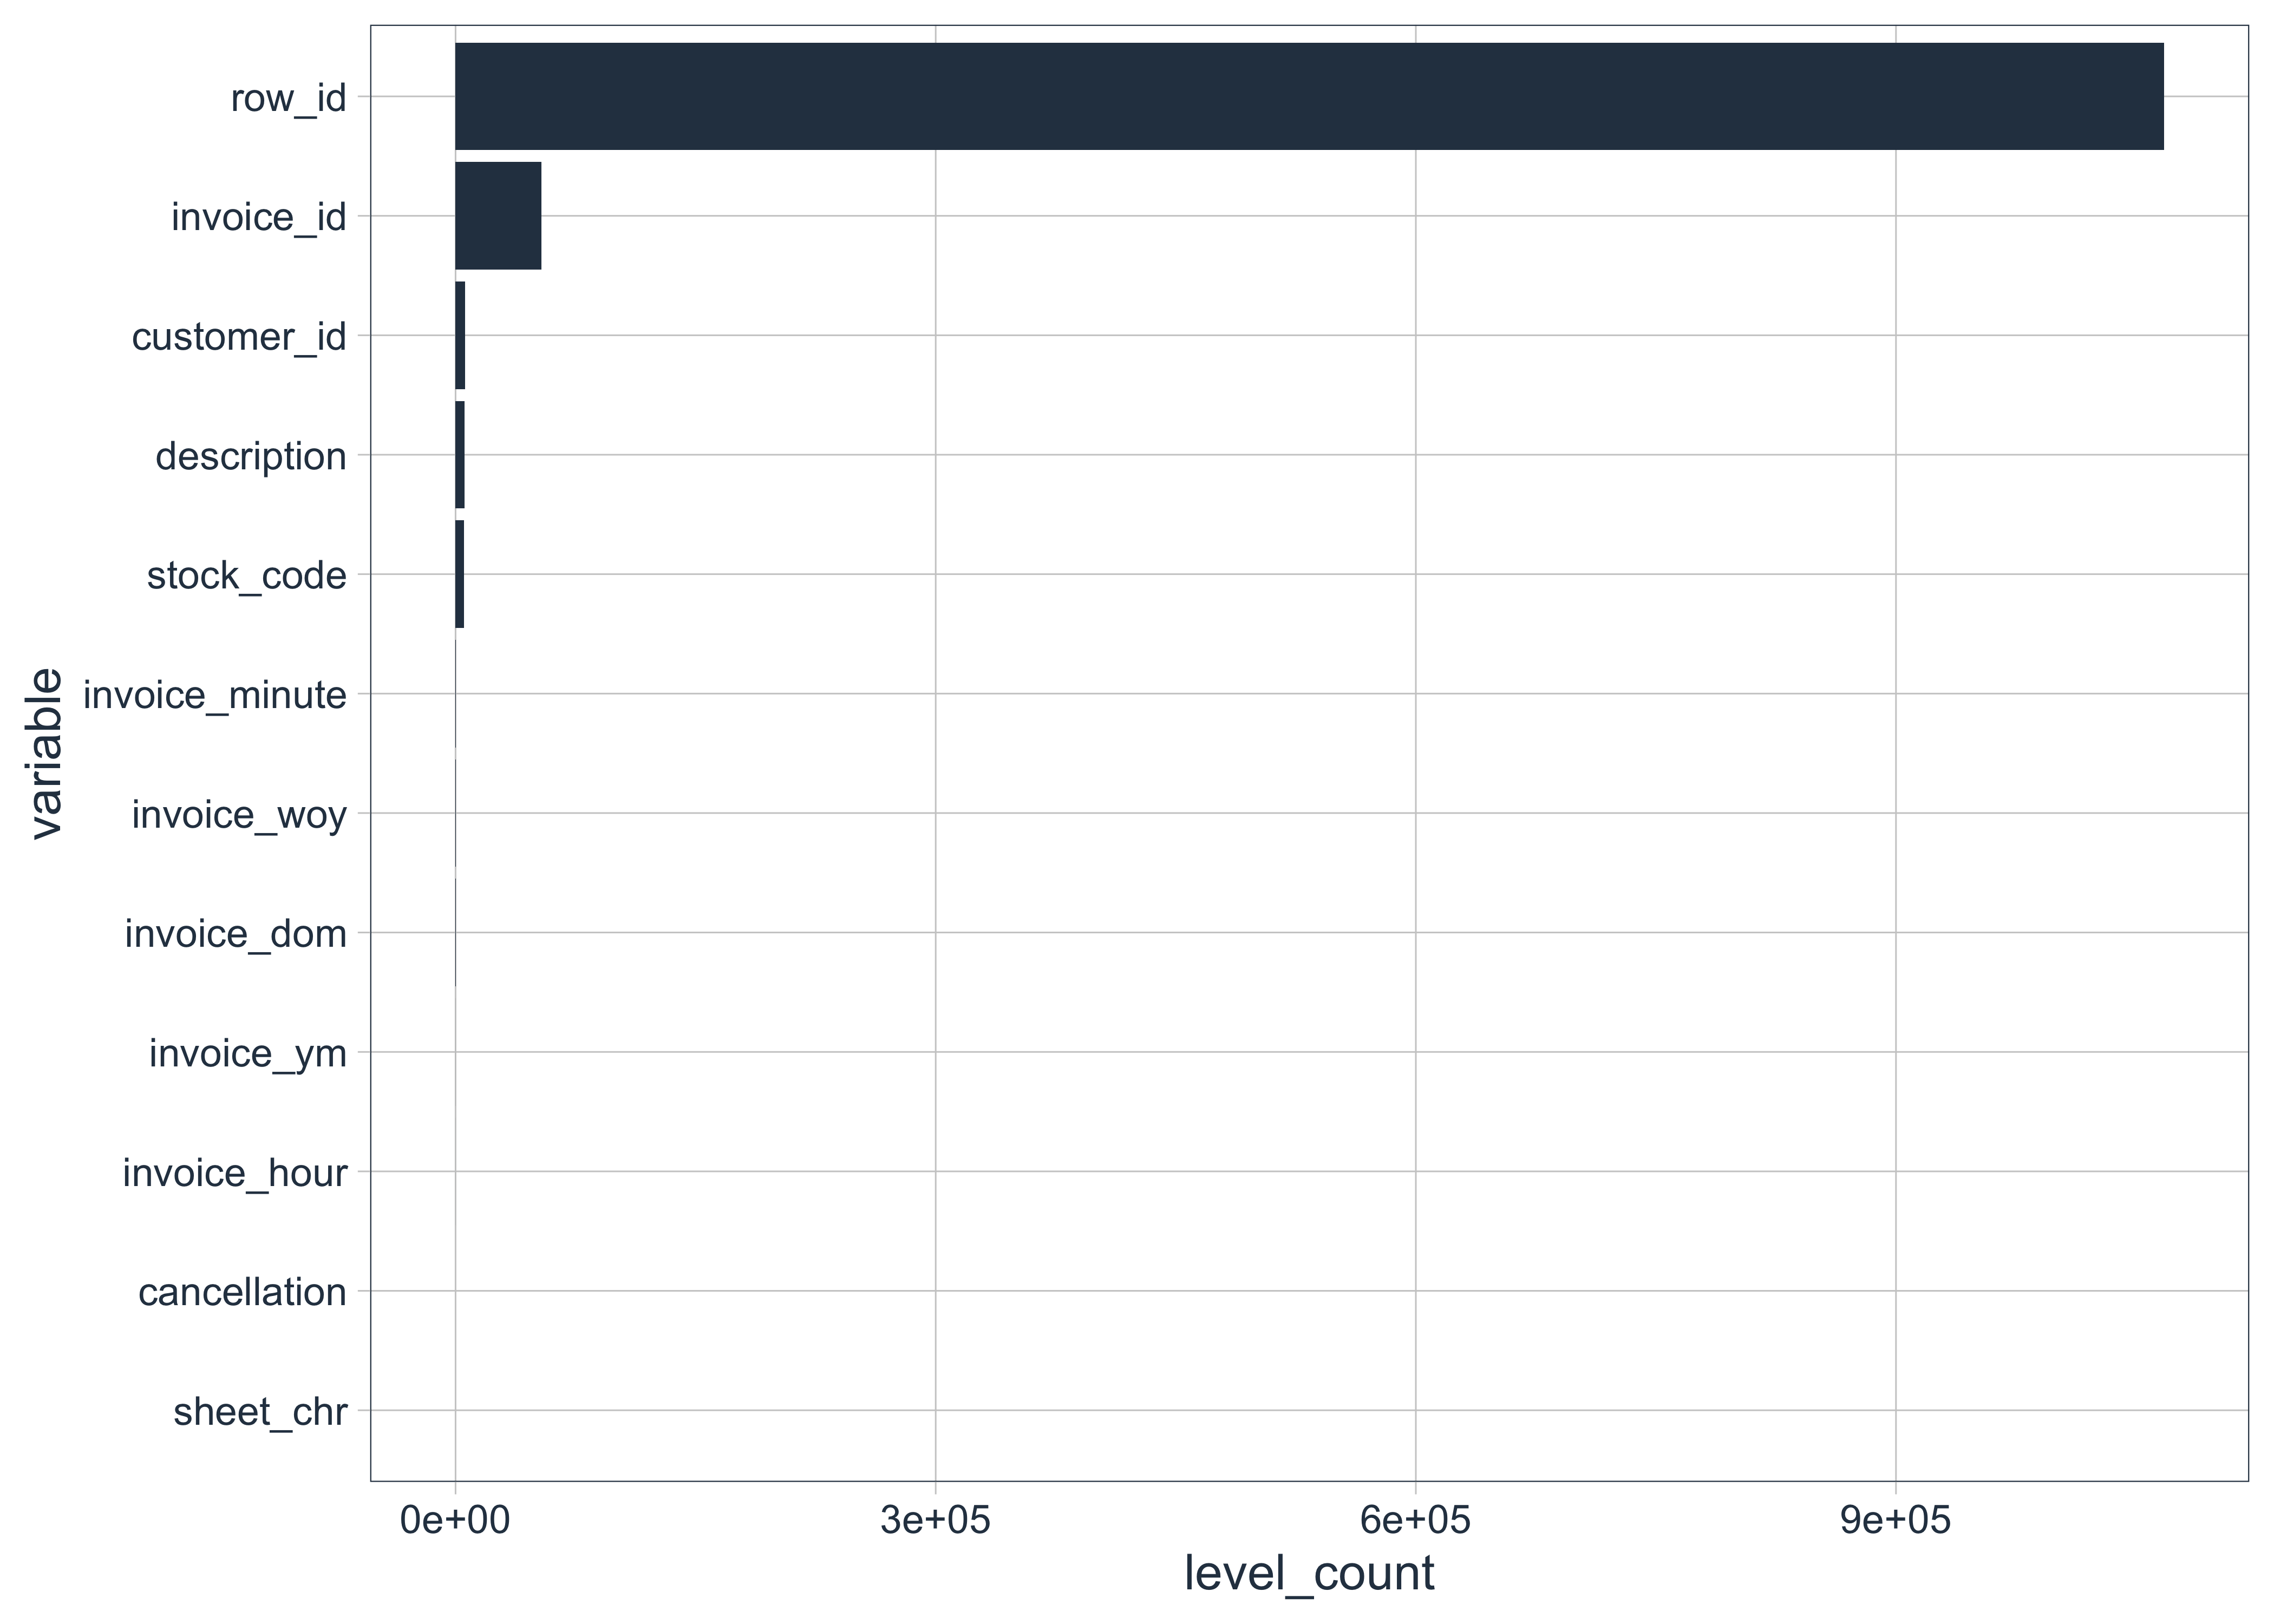 row_id
invoice_id
customer_id
description
stock_code
invoice_minute
invoice_woy
invoice_dom
invoice_ym
invoice_hour
cancellation
sheet_chr
variable
0e+00 3e+05 6e+05 9e+05
level_count